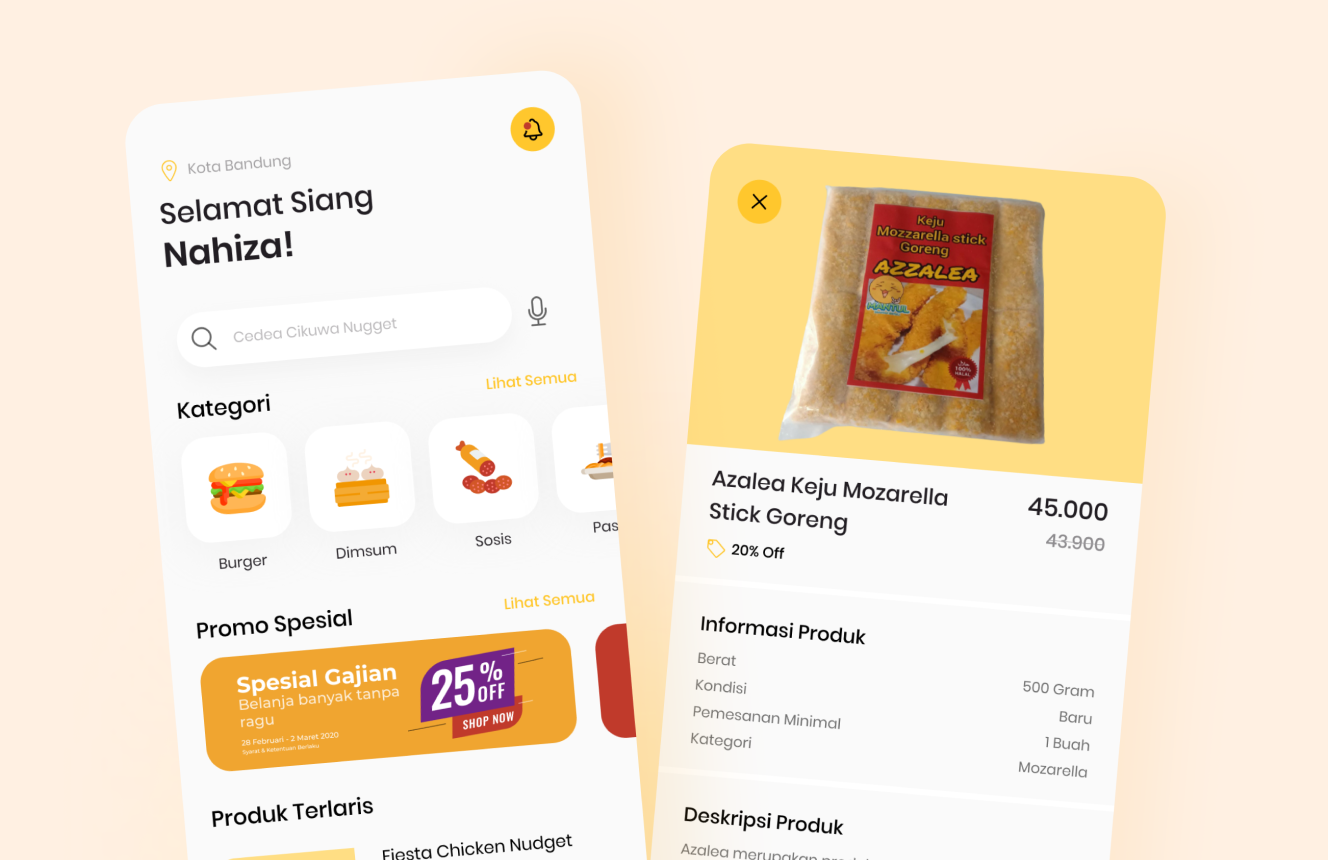 Kota Bandung
Selamat Siang
Nahiza!
Cedea Cikuwa Nugget
Lihat Semua
Kategori
Burger
Dimsum
Sosis
Pas
Lihat Semua
Promo Spesial
Spesial Gajian
Belanja banyak tanpa
ragu
28 Februari - 2 Maret 2020
Syarat & Ketentuan Berlaku
25%
OFF
SHOP NOW
Produk Terlaris
Fiesta Chicken Nudget
Keju
Mozzarella stick
Goreng
AZZALEA
MANYUL
100%
HALAL
Azalea Keju Mozarella
Stick Goreng
45.000
43.900
20% Off
Informasi Produk
Berat
500 Gram
Kondisi
Baru
Pemesanan Minimal
1 Buah
Kategori
Mozarella
Deskripsi Produk
Azalea merupakan